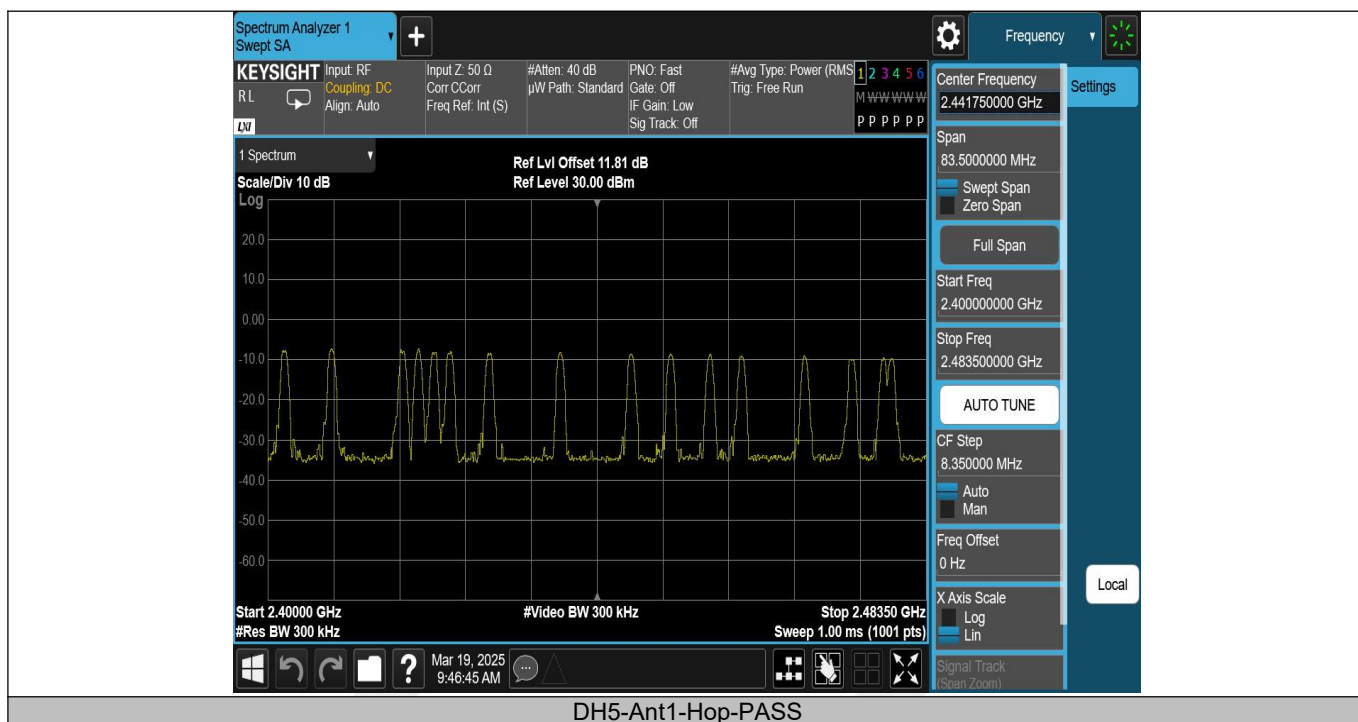 Spectrum Analyzer 1
Swept SA
Frequency
KEYSIGHT
R L
LXI
Input: RF
Coupling: DC
Align: Auto
Input Z: 50 Ω
Corr CCorr
Freq Ref: Int (S)
#Atten: 40 dB
µW Path: Standard
PNO: Fast
Gate: Off
IF Gain: Low
Sig Track: Off
#Avg Type: Power (RMS
Trig: Free Run
1 2 3 4 5 6
M W W W W W
P P P P P P
1 Spectrum
Scale/Div 10 dB
Ref Lvl Offset 11.81 dB
Ref Level 30.00 dBm
Log
20.0
10.0
0.00
-10.0
-20.0
-30.0
-40.0
-50.0
-60.0
Start 2.40000 GHz
#Res BW 300 kHz
#Video BW 300 kHz
Stop 2.48350 GHz
Sweep 1.00 ms (1001 pts)
Center Frequency
2.441750000 GHz
Settings
Span
83.5000000 MHz
Swept Span
Zero Span
Full Span
Start Freq
2.400000000 GHz
Stop Freq
2.483500000 GHz
AUTO TUNE
CF Step
8.350000 MHz
Auto
Man
Freq Offset
0 Hz
X Axis Scale
Log
Lin
Signal Track
(Span Zoom)
Local
?
Mar 19, 2025
9:46:45 AM
DH5-Ant1-Hop-PASS